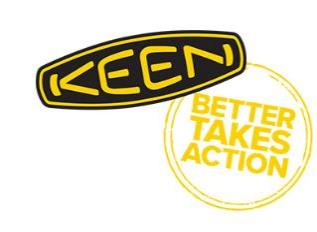 KEEN
BETTER
TAKES
ACTION